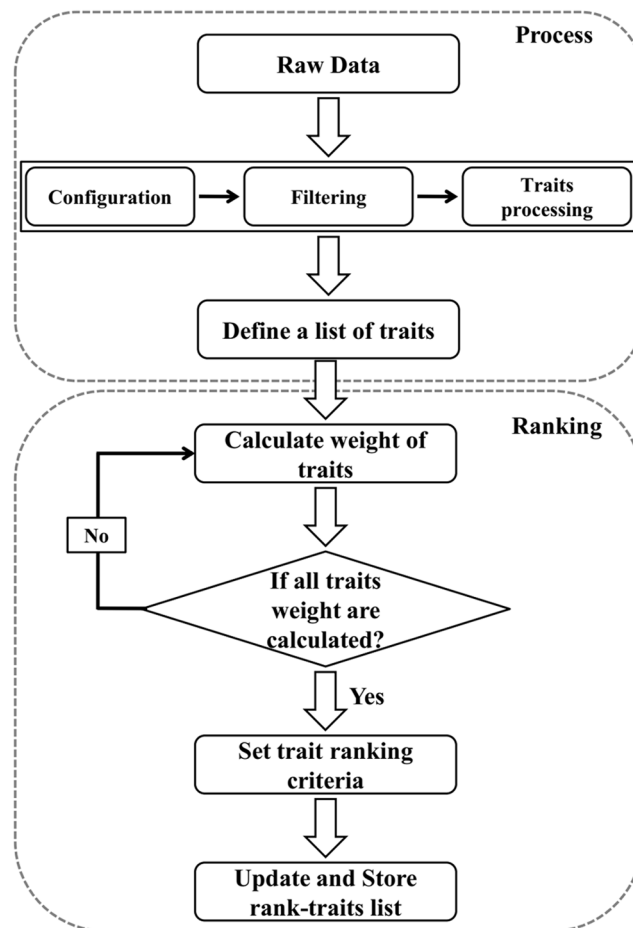 Process
Raw Data
Configuration
Filtering
Traits
processing
Define a list of traits
Ranking
Calculate weight of
traits
No
If all traits
weight are
calculated?
Yes
Set trait ranking
criteria
Update and Store
rank-traits list